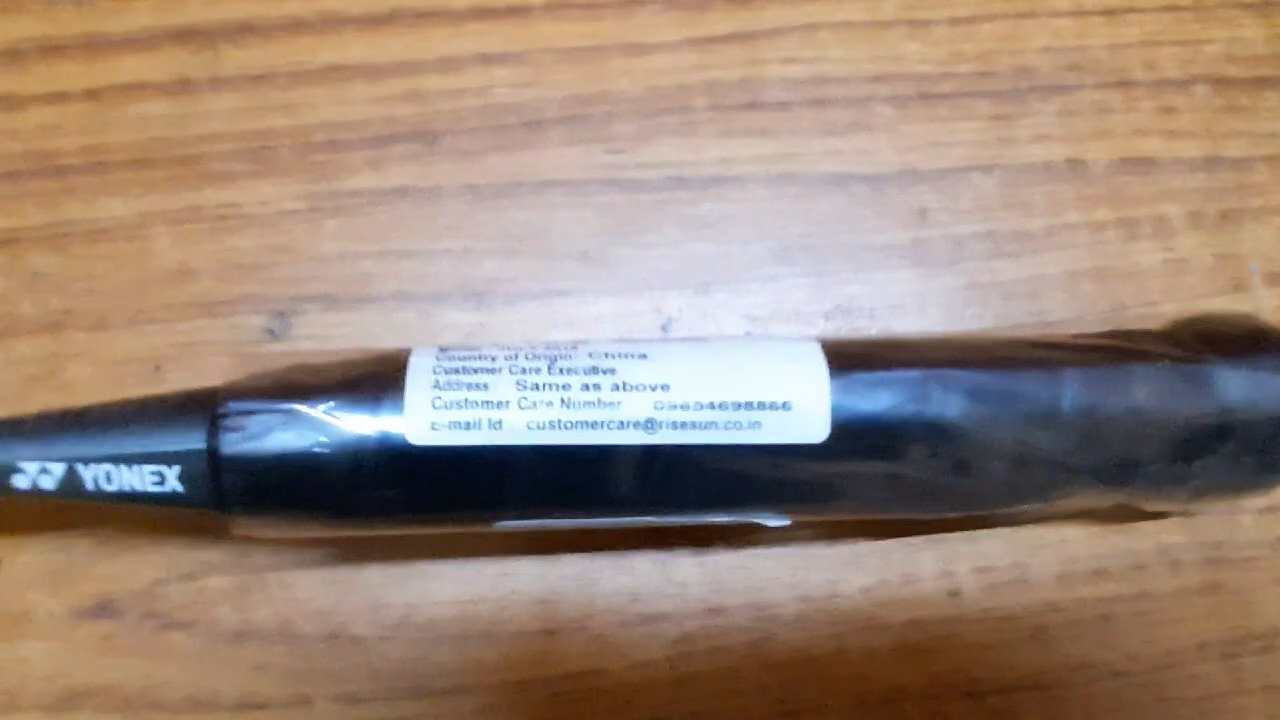 Country of Origin China
Customer Care Executive
Address Same as above
Customer Care Number 09654698866
E-mail Id customercare@risesun.co.in
YONEX